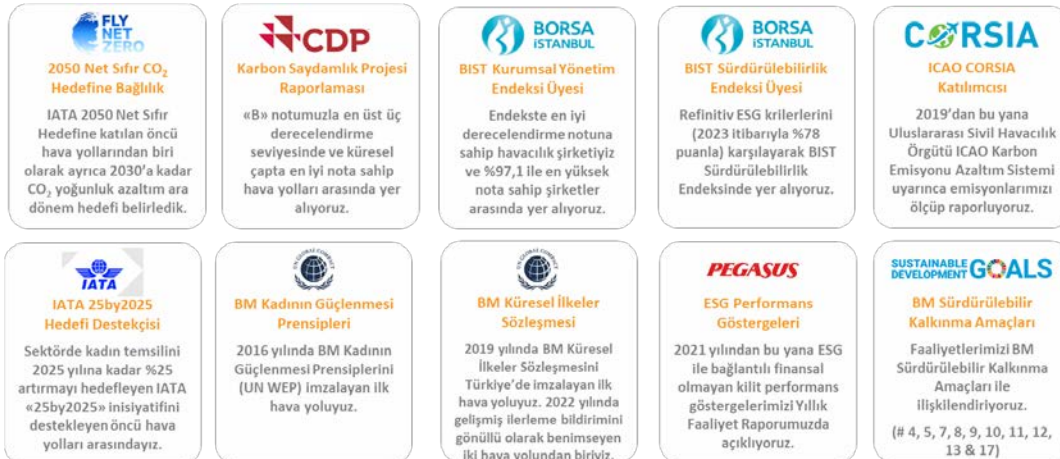 FLY
NET
ZERO
2050 Net Sıfır CO₂
Hedefine Bağlılık
IATA 2050 Net Sıfır
Hedefine katılan öncü
hava yollarından biri
olarak ayrıca 2030’a kadar
CO₂ yoğunluk azaltım ara
dönem hedefi belirledik.
CDP
Karbon Saydamlık Projesi
Raporlaması
«B» notumuzla en üst üç
derecelendirme
seviyesinde ve küresel
çapta en iyi nota sahip
hava yolları arasında yer
alıyoruz.
BORSA
İSTANBUL
BIST Kurumsal Yönetim
Endeksi Üyesi
Endekste en iyi
derecelendirme notuna
sahip havacılık şirketiyiz
ve %97,1 ile en yüksek
nota sahip şirketler
arasında yer alıyoruz.
BORSA
İSTANBUL
BIST Sürdürülebilirlik
Endeksi Üyesi
Refinitiv ESG krilerlerini
(2023 itibarıyla %78
puanla) karşılayarak BIST
Sürdürülebilirlik
Endeksinde yer alıyoruz.
CORSIA
ICAO CORSIA
Katılımcısı
2019’dan bu yana
Uluslararası Sivil Havacılık
Örgütü ICAO Karbon
Emisyonu Azaltım Sistemi
uyarınca emisyonlarımızı
ölçüp raporluyoruz.
IATA
IATA 25by2025
Hedefi Destekçisi
Sektörde kadın temsilini
2025 yılına kadar %25
artırmayı hedefleyen IATA
«25by2025» inisiyatifini
destekleyen öncü hava
yolları arasındayız.
BM Kadının Güçlenmesi
Prensipleri
2016 yılında BM Kadının
Güçlenmesi Prensiplerini
(UN WEP) imzalayan ilk
hava yoluyuz.
BM Küresel İlkeler
Sözleşmesi
2019 yılında BM Küresel
İlkeler Sözleşmesini
Türkiye’de imzalayan ilk
hava yoluyuz. 2022 yılında
gelişmiş ilerleme bildirimini
gönüllü olarak benimseyen
iki hava yolundan biriyiz.
PEGASUS
ESG Performans
Göstergeleri
2021 yılından bu yana ESG
ile bağlantılı finansal
olmayan kilit performans
göstergelerimizi Yıllık
Faaliyet Raporumuzda
açıklıyoruz.
SUSTAINABLE
DEVELOPMENT GOALS
BM Sürdürülebilir
Kalkınma Amaçları
Faaliyetlerimizi BM
Sürdürülebilir Kalkınma
Amaçları ile
ilişkilendiriyoruz.
(# 4, 5, 7, 8, 9, 10, 11, 12,
13 & 17)